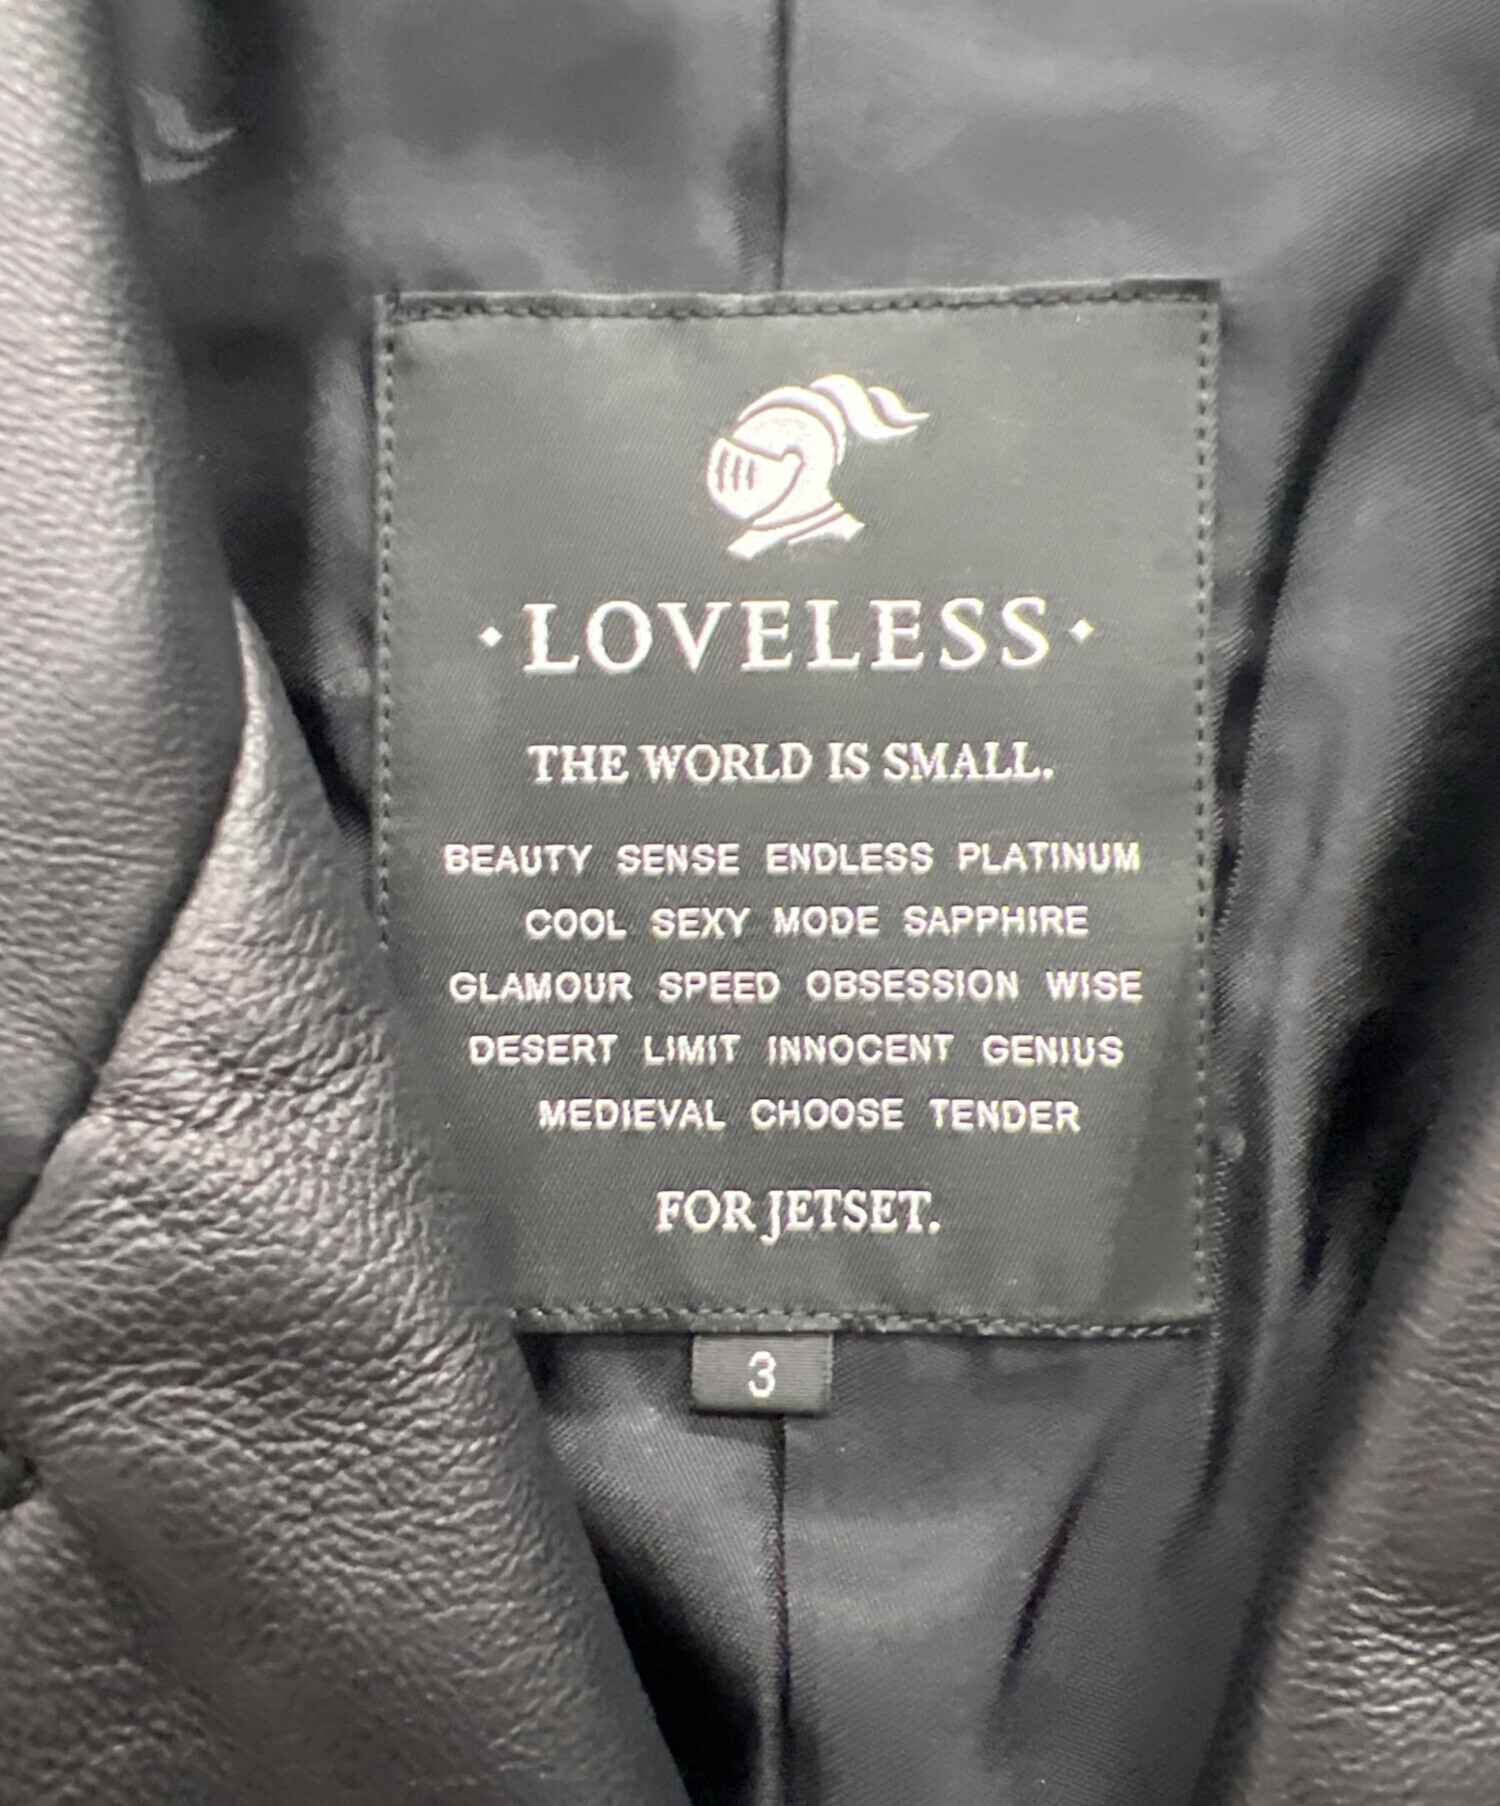 LOVELESS
THE WORLD IS SMALL.
BEAUTY SENSE ENDLESS PLATINUM
COOL SEXY MODE SAPPHIRE
GLAMOUR SPEED OBSESSION WISE
DESERT LIMIT INNOCENT GENIUS
MEDIEVAL CHOOSE TENDER
FOR JETSET.
3